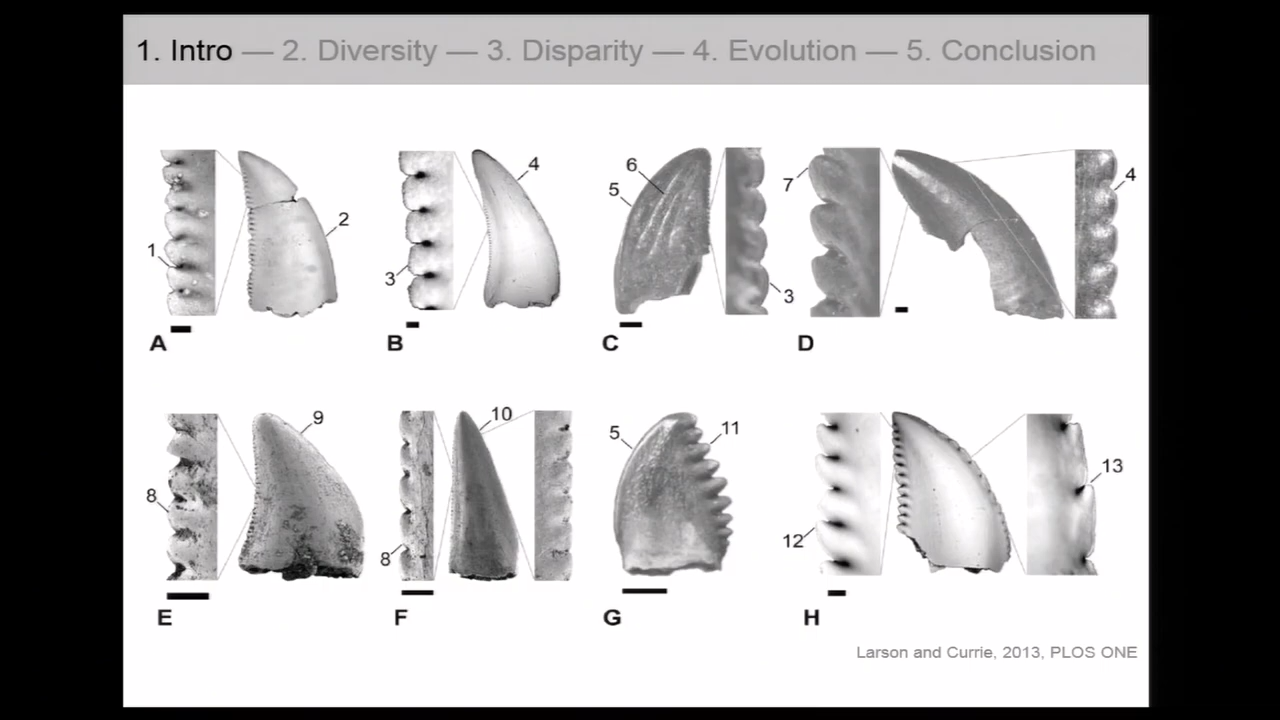 1. Intro — 2. Diversity — 3. Disparity — 4. Evolution — 5. Conclusion
1 2 3 4 5 6 3 7 4
A B C D
8 9 8 10 5 11 12 13
E F G H
Larson and Currie, 2013, PLOS ONE